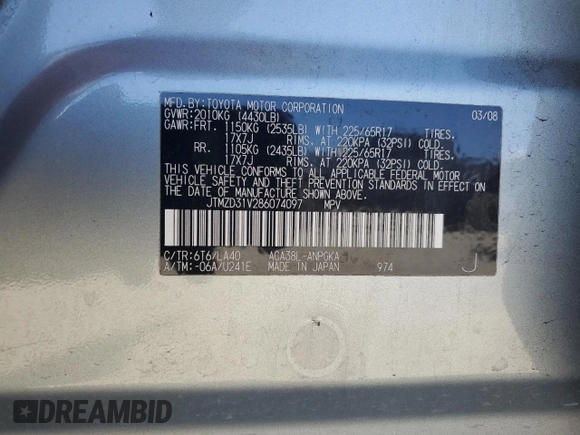 MFD. BY: TOYOTA MOTOR CORPORATION 03/08
GVWR: 2010KG (4430LB)
GAWR: FRT. 1150KG (2535LB) WITH 225/65R17 TIRES,
17X7J RIMS, AT 220KPA (32PSI) COLD.
RR. 1105KG (2435LB) WITH 225/65R17 TIRES,
17X7J RIMS, AT 220KPA (32PSI) COLD.
THIS VEHICLE CONFORMS TO ALL APPLICABLE FEDERAL MOTOR
VEHICLE SAFETY AND THEFT PREVENTION STANDARDS IN EFFECT ON
THE DATE OF MANUFACTURE SHOWN ABOVE.
JTMZD31V286074097 MPV
C/TR: 6T6/LA40 ACA38L-ANPGKA
A/TM: -06A/U241E MADE IN JAPAN 974 J
DREAMBID